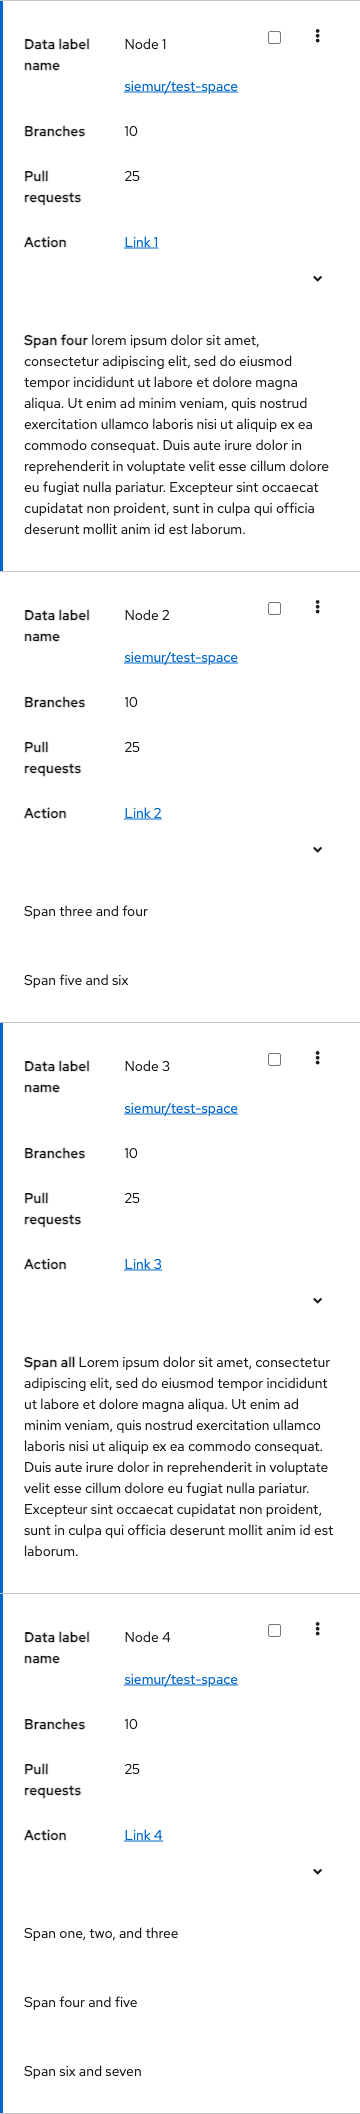 Data label name
Node 1
siemur/test-space
Branches
10
Pull requests
25
Action
Link 1
Span four lorem ipsum dolor sit amet,
consectetur adipiscing elit, sed do eiusmod
tempor incididunt ut labore et dolore magna
aliqua. Ut enim ad minim veniam, quis nostrud
exercitation ullamco laboris nisi ut aliquip ex ea
commodo consequat. Duis aute irure dolor in
reprehenderit in voluptate velit esse cillum dolore
eu fugiat nulla pariatur. Excepteur sint occaecat
cupidatat non proident, sunt in culpa qui officia
deserunt mollit anim id est laborum.
Data label name
Node 2
siemur/test-space
Branches
10
Pull requests
25
Action
Link 2
Span three and four
Span five and six
Data label name
Node 3
siemur/test-space
Branches
10
Pull requests
25
Action
Link 3
Span all Lorem ipsum dolor sit amet, consectetur
adipiscing elit, sed do eiusmod tempor incididunt
ut labore et dolore magna aliqua. Ut enim ad
minim veniam, quis nostrud exercitation ullamco
laboris nisi ut aliquip ex ea commodo consequat.
Duis aute irure dolor in reprehenderit in voluptate
velit esse cillum dolore eu fugiat nulla pariatur.
Excepteur sint occaecat cupidatat non proident,
sunt in culpa qui officia deserunt mollit anim id est
laborum.
Data label name
Node 4
siemur/test-space
Branches
10
Pull requests
25
Action
Link 4
Span one, two, and three
Span four and five
Span six and seven